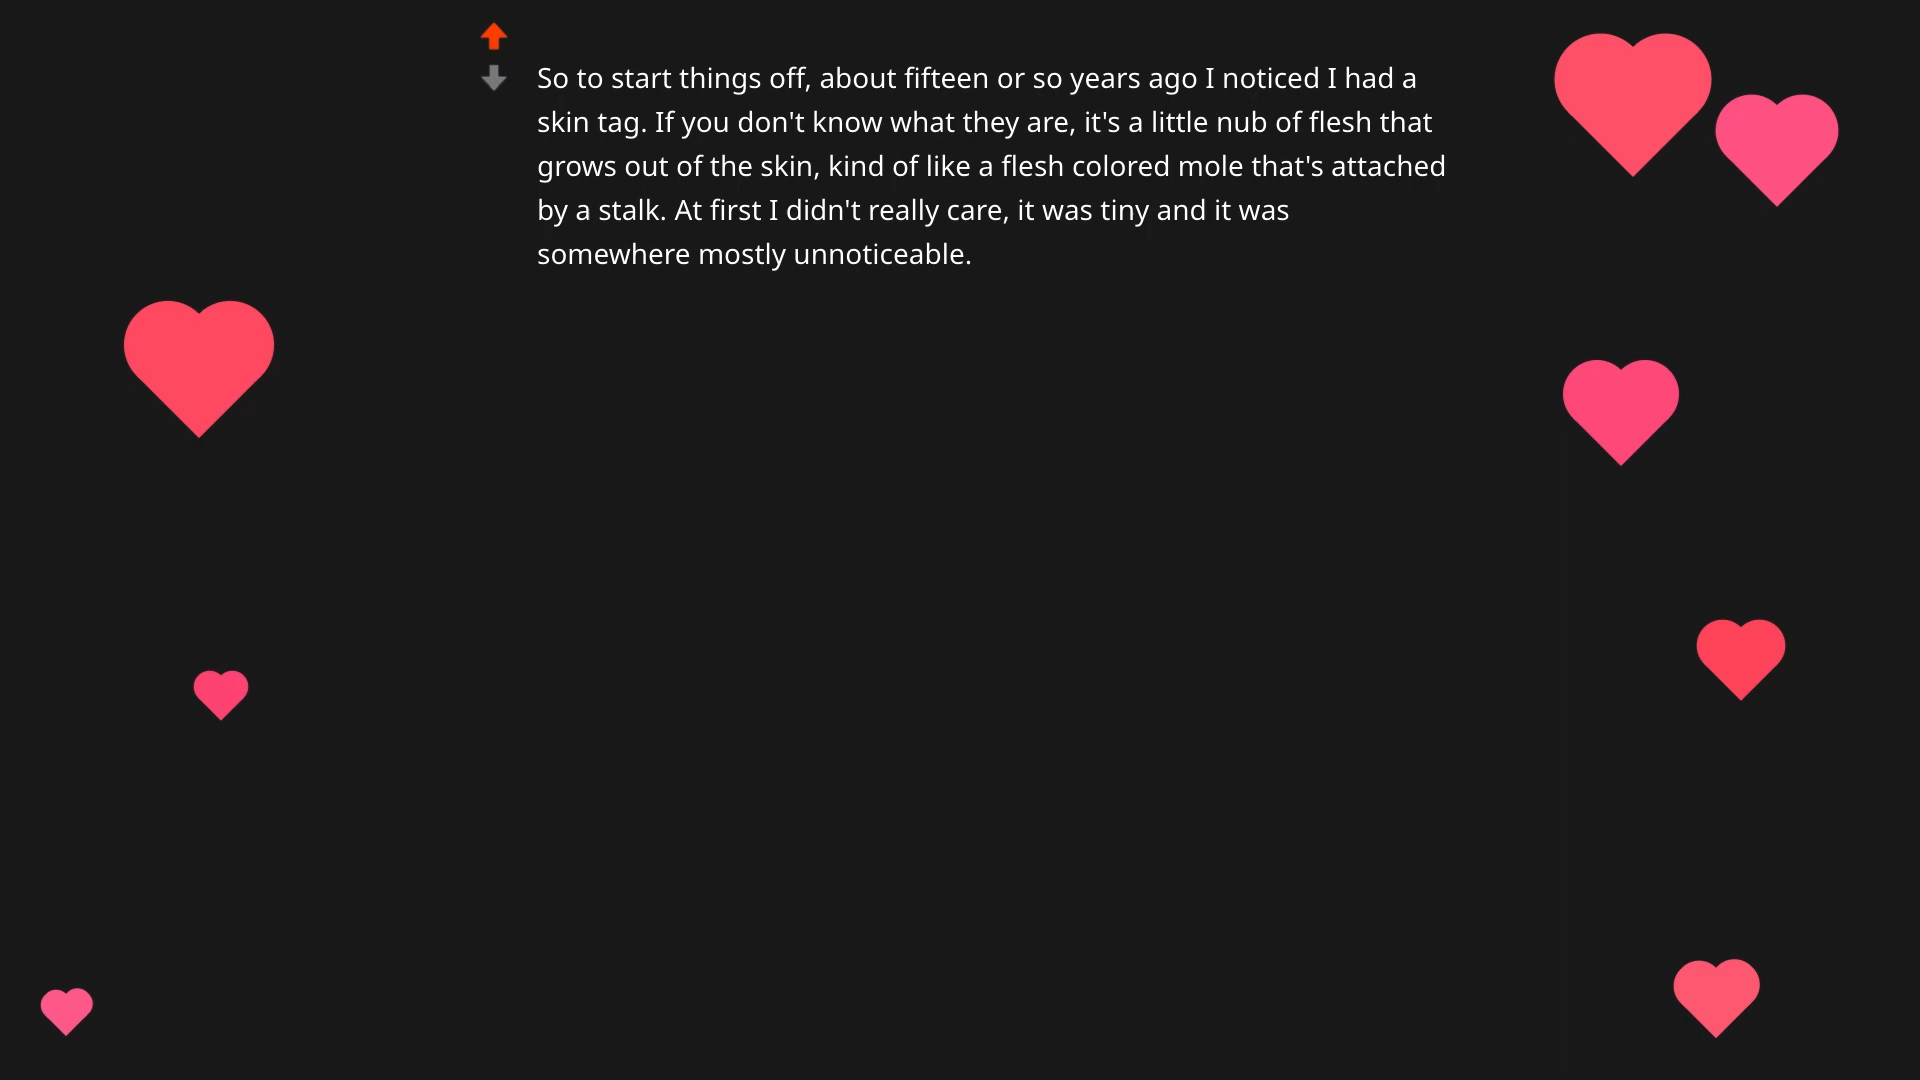 So to start things off, about fifteen or so years ago I noticed I had a
skin tag. If you don't know what they are, it's a little nub of flesh that
grows out of the skin, kind of like a flesh colored mole that's attached
by a stalk. At first I didn't really care, it was tiny and it was
somewhere mostly unnoticeable.